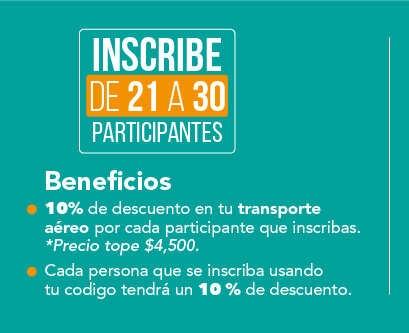 INSCRIBE
DE 21 A 30
PARTICIPANTES
Beneficios
10% de descuento en tu transporte
aéreo por cada participante que inscribas.
*Precio tope $4,500.
Cada persona que se inscriba usando
tu codigo tendrá un 10 % de descuento.